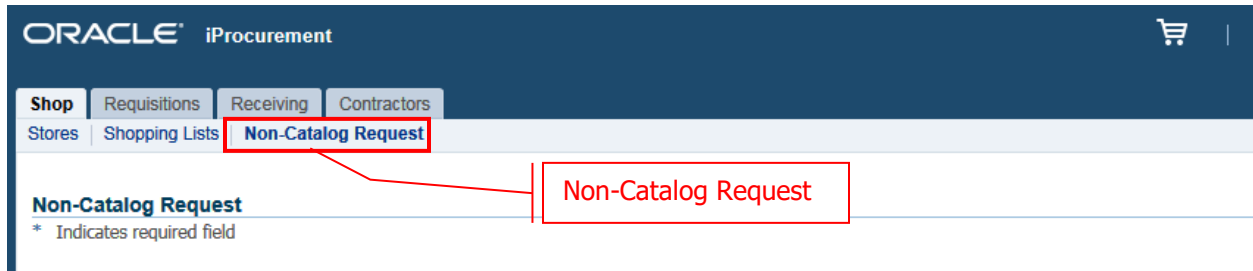 ORACLE® iProcurement
Shop Requisitions Receiving Contractors
Stores | Shopping Lists | Non-Catalog Request
Non-Catalog Request
Non-Catalog Request
* Indicates required field